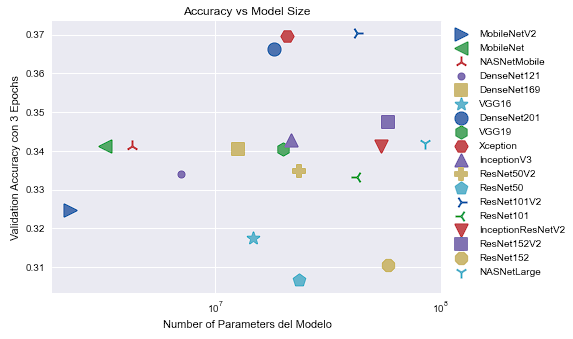 Accuracy vs Model Size
Validation Accuracy con 3 Epochs
0.37
0.36
0.35
0.34
0.33
0.32
0.31
10^7
10^8
Number of Parameters del Modelo
MobileNetV2
MobileNet
NASNetMobile
DenseNet121
DenseNet169
VGG16
DenseNet201
VGG19
Xception
InceptionV3
ResNet50V2
ResNet50
ResNet101V2
ResNet101
InceptionResNetV2
ResNet152V2
ResNet152
NASNetLarge